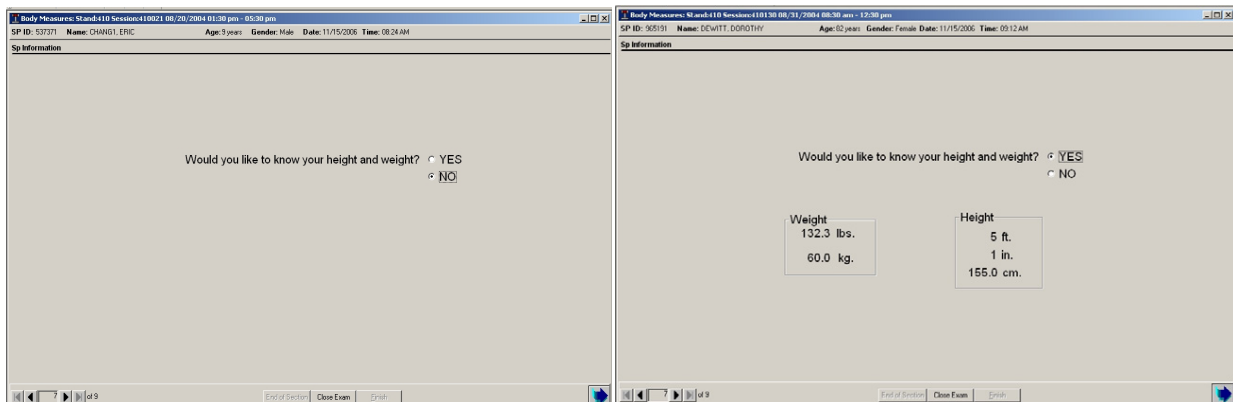 Body Measures: Stand:410 Session:410021 08/20/2004 01:30 pm - 05:30 pm
SP ID: 537371 Name: CHANG1, ERIC Age: 9 years Gender: Male Date: 11/15/2006 Time: 08:24 AM
Sp Information
Would you like to know your height and weight? YES
NO
7 of 9 End of Section Close Exam Finish
Body Measures: Stand:410 Session:410130 08/31/2004 08:30 am - 12:30 pm
SP ID: 965191 Name: DEWITT, DOROTHY Age: 82 years Gender: Female Date: 11/15/2006 Time: 09:12 AM
Sp Information
Would you like to know your height and weight? YES
NO
Weight
132.3 lbs.
60.0 kg.
Height
5 ft.
1 in.
155.0 cm.
7 of 9 End of Section Close Exam Finish